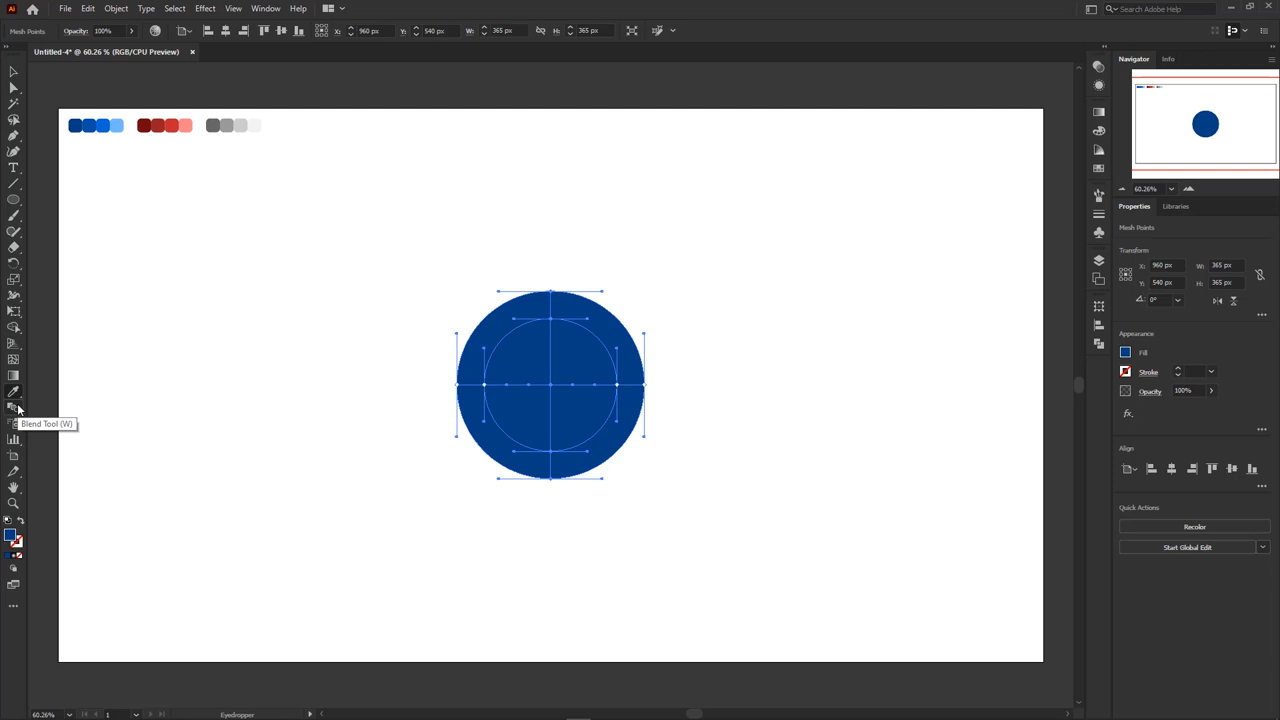 Ai File Edit Object Type Select Effect View Window Help Search Adobe Help
Mesh Points Opacity: 100% X: 960 px Y: 540 px W: 365 px H: 365 px
Untitled-4* @ 60.26 % (RGB/CPU Preview) ×
Navigator Info
60.26%
Properties Libraries
Mesh Points
Transform
X: 960 px W: 365 px
Y: 540 px H: 365 px
0°
Appearance
Fill
Stroke
Opacity 100%
fx.
Align
Quick Actions
Recolor
Start Global Edit
T
Blend Tool (W)
60.26% 1 Eyedropper